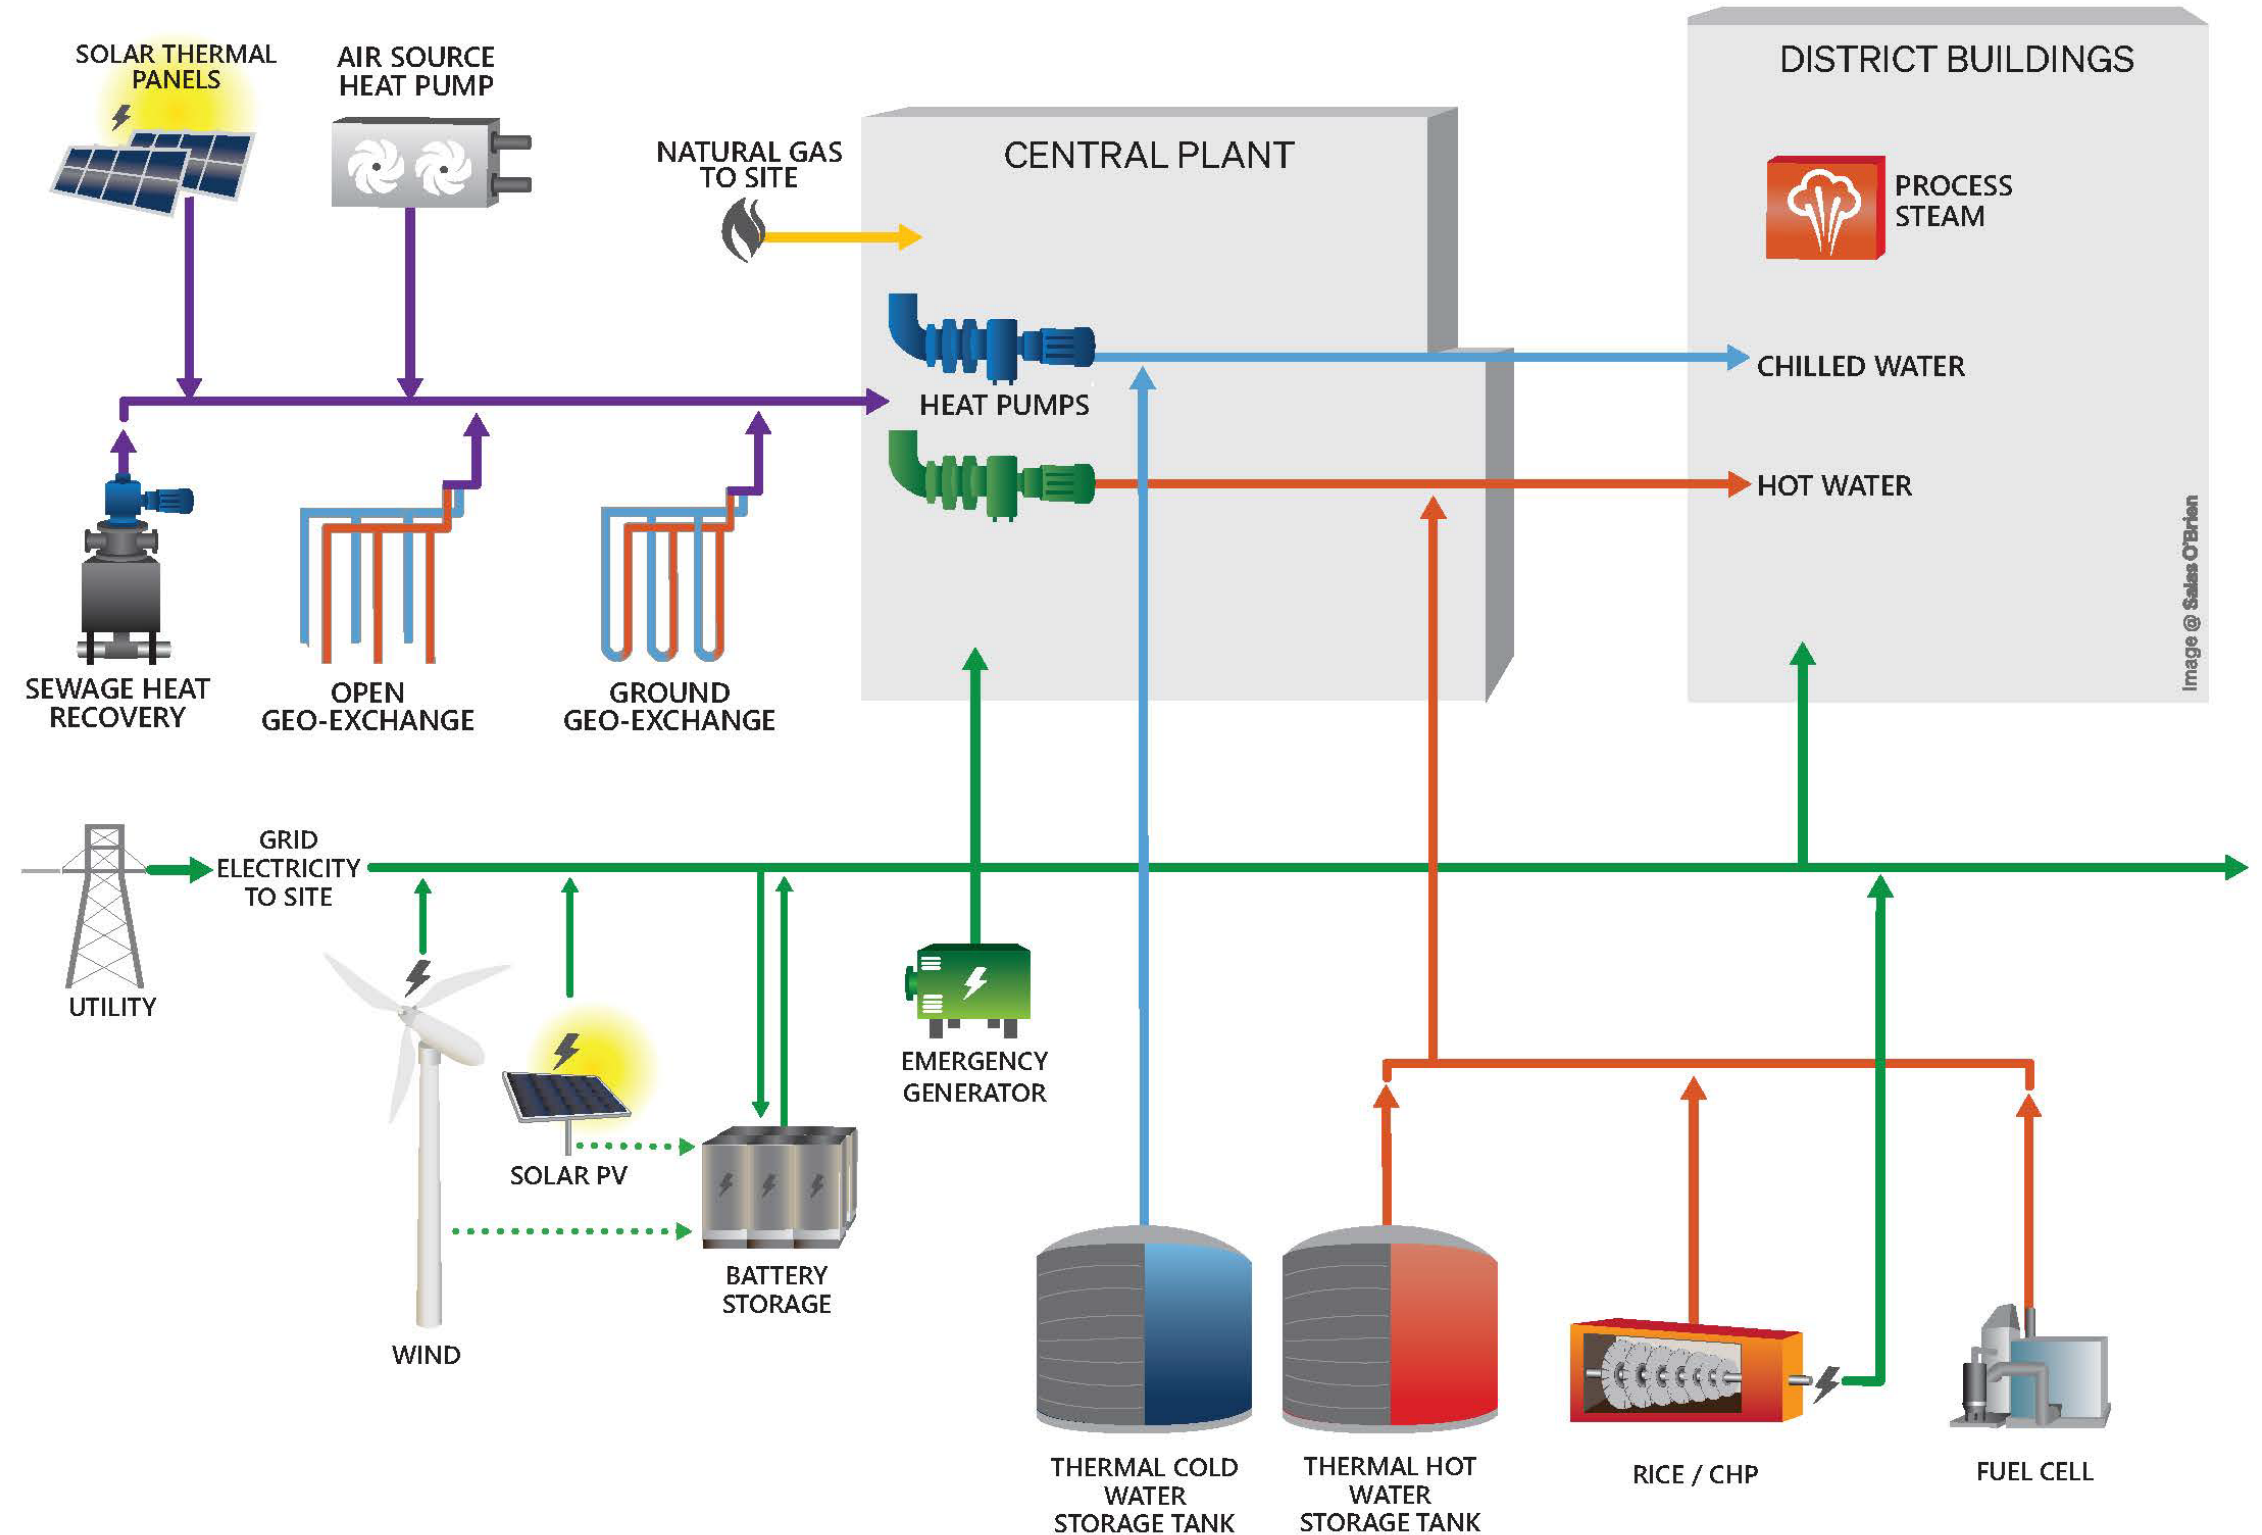 SOLAR THERMAL
PANELS
AIR SOURCE
HEAT PUMP
NATURAL GAS
TO SITE
CENTRAL PLANT
DISTRICT BUILDINGS
PROCESS
STEAM
HEAT PUMPS
CHILLED WATER
HOT WATER
Image @ Salas O'Brien
SEWAGE HEAT
RECOVERY
OPEN
GEO-EXCHANGE
GROUND
GEO-EXCHANGE
UTILITY
GRID
ELECTRICITY
TO SITE
WIND
SOLAR PV
BATTERY
STORAGE
EMERGENCY
GENERATOR
THERMAL COLD
WATER
STORAGE TANK
THERMAL HOT
WATER
STORAGE TANK
RICE / CHP
FUEL CELL